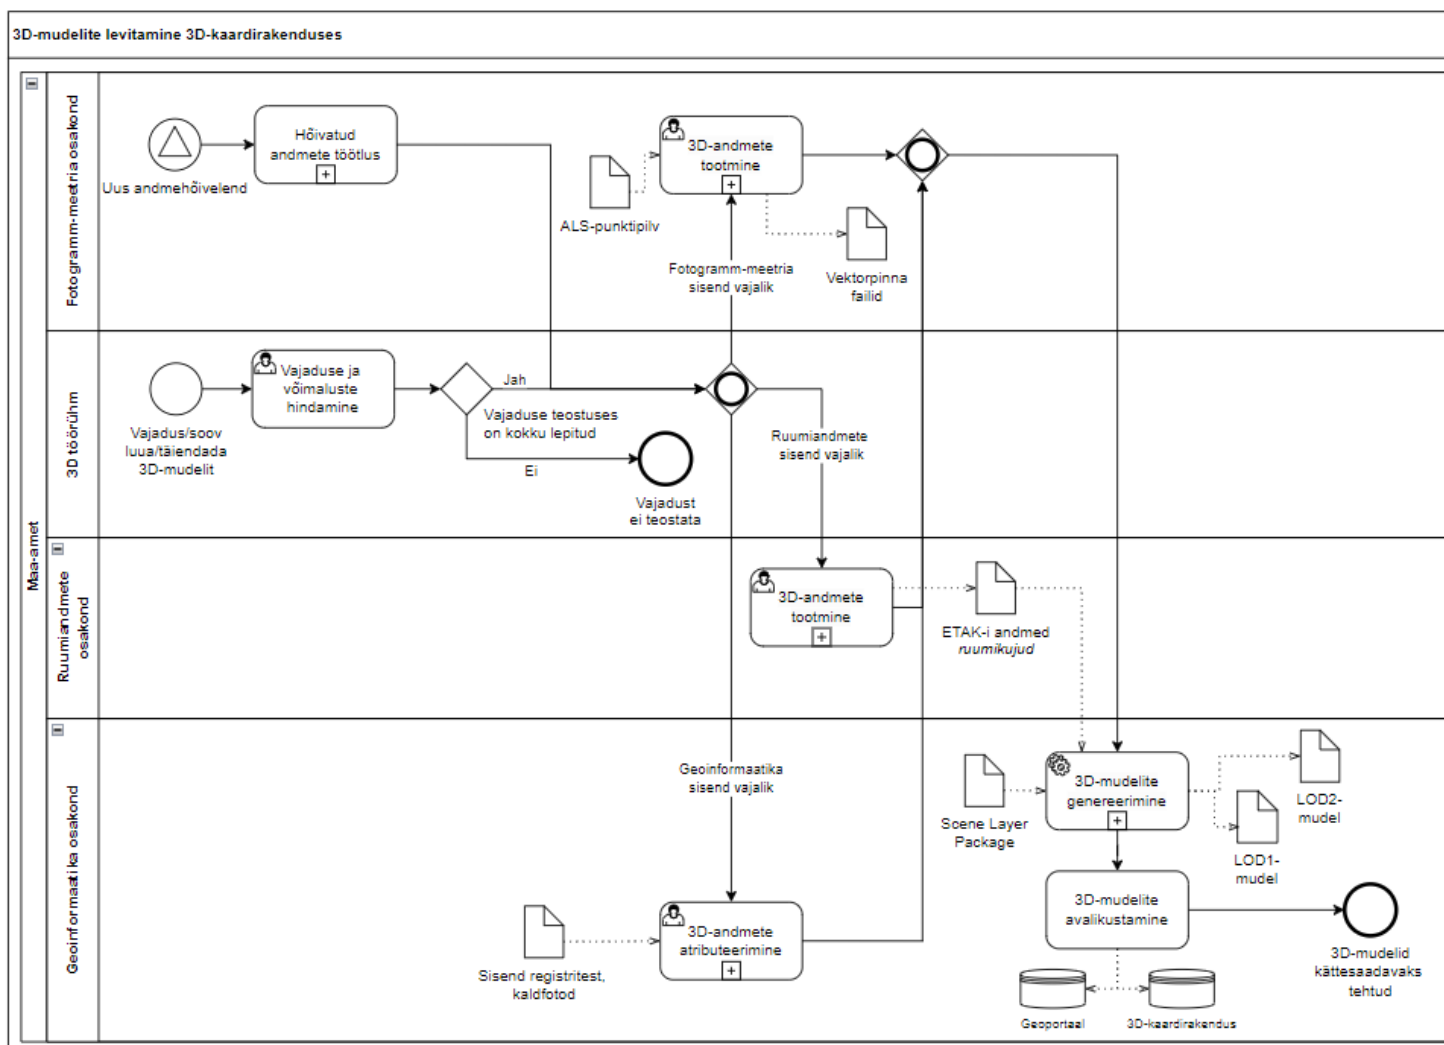 3D-mudelite levitamine 3D-kaardirakenduses
Maa-amet
Fotogramm-meetria osakond
Uus andmehõivelend
Hõivatud
andmete töötlus
ALS-punktipilv
3D-andmete
tootmine
Vektorpinna
failid
Fotogramm-meetria
sisend vajalik
3D töörühm
Vajadus/soov
luua/täiendada
3D-mudelit
Vajaduse ja
võimaluste
hindamine
Jah
Vajaduse teostuses
on kokku lepitud
Ei
Vajadust
ei teostata
Ruumiandmete
sisend vajalik
Ruumiandmete
osakond
3D-andmete
tootmine
ETAK-i andmed
ruumikujud
Geoinformaatika osakond
Geoinformaatika
sisend vajalik
Sisend registritest,
kaldfotod
3D-andmete
atributeerimine
Scene Layer
Package
3D-mudelite
genereerimine
LOD2-
mudel
LOD1-
mudel
3D-mudelite
avalikustamine
Geoportaal
3D-kaardirakendus
3D-mudelid
kättesaadavaks
tehtud